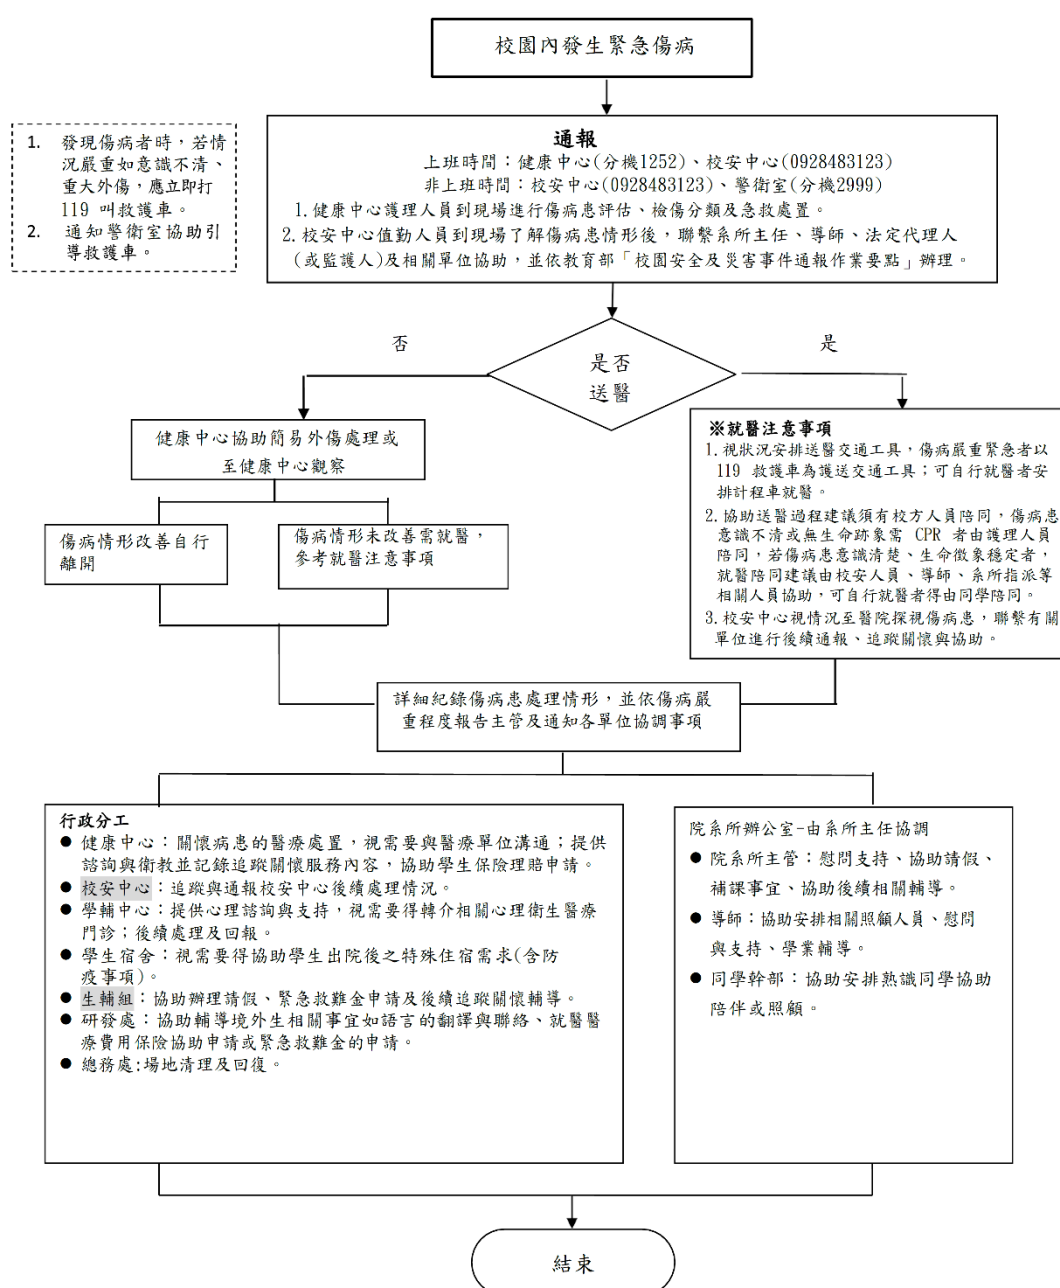 校園內發生緊急傷病
1. 發現傷病者時，若情
況嚴重如意識不清、
重大外傷，應立即打
119 叫救護車。
2. 通知警衛室協助引
導救護車。
通報
上班時間：健康中心(分機1252)、校安中心(0928483123)
非上班時間：校安中心(0928483123)、警衛室(分機2999)
1.健康中心護理人員到現場進行傷病患評估、檢傷分類及急救處置。
2.校安中心值勤人員到現場了解傷病患情形後，聯繫系所主任、導師、法定代理人
(或監護人)及相關單位協助，並依教育部「校園安全及災害事件通報作業要點」辦理。
否
是
是否
送醫
健康中心協助簡易外傷處理或
至健康中心觀察
傷病情形改善自行
離開
傷病情形未改善需就醫，
參考就醫注意事項
※就醫注意事項
1.視狀況安排送醫交通工具，傷病嚴重緊急者以
119 救護車為護送交通工具；可自行就醫者安
排計程車就醫。
2.協助送醫過程建議須有校方人員陪同，傷病患
意識不清或無生命跡象需 CPR 者由護理人員
陪同，若傷病患意識清楚、生命徵象穩定者，
就醫陪同建議由校安人員、導師、系所指派等
相關人員協助，可自行就醫者得由同學陪同。
3.校安中心視情況至醫院探視傷病患，聯繫有關
單位進行後續通報、追蹤關懷與協助。
詳細紀錄傷病患處理情形，並依傷病嚴
重程度報告主管及通知各單位協調事項
行政分工
● 健康中心：關懷病患的醫療處置，視需要與醫療單位溝通；提供
諮詢與衛教並記錄追蹤關懷服務內容，協助學生保險理賠申請。
● 校安中心：追蹤與通報校安中心後續處理情況。
● 學輔中心：提供心理諮詢與支持，視需要得轉介相關心理衛生醫療
門診；後續處理及回報。
● 學生宿舍：視需要得協助學生出院後之特殊住宿需求(含防
疫事項)。
● 生輔組：協助辦理請假、緊急救難金申請及後續追蹤關懷輔導。
● 研發處：協助輔導境外生相關事宜如語言的翻譯與聯絡、就醫醫
療費用保險協助申請或緊急救難金的申請。
● 總務處:場地清理及回復。
院系所辦公室-由系所主任協調
● 院系所主管：慰問支持、協助請假、
補課事宜、協助後續相關輔導。
● 導師：協助安排相關照顧人員、慰問
與支持、學業輔導。
● 同學幹部：協助安排熟識同學協助
陪伴或照顧。
結束